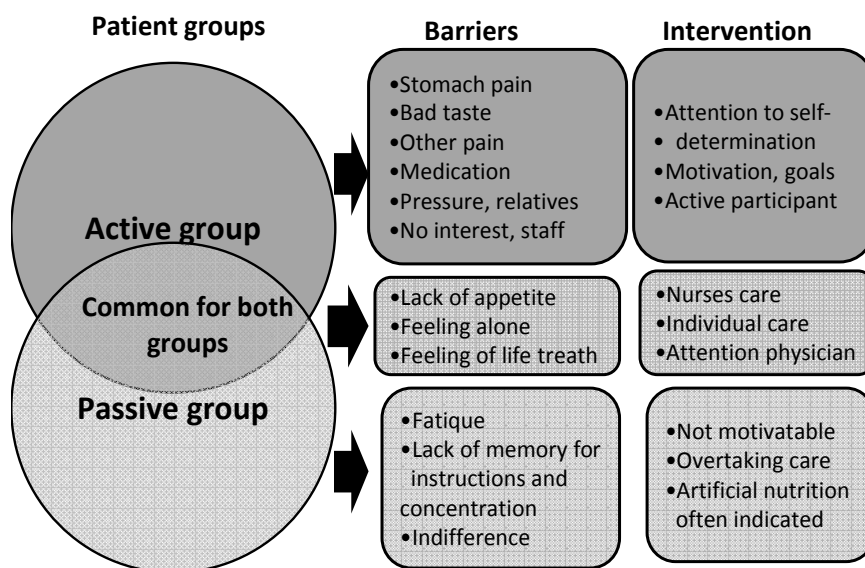 Patient groups
Barriers
Intervention
Active group
•Stomach pain
•Bad taste
•Other pain
•Medication
•Pressure, relatives
•No interest, staff
•Attention to self-
• determination
•Motivation, goals
•Active participant
Common for both
groups
•Lack of appetite
•Feeling alone
•Feeling of life treath
•Nurses care
•Individual care
•Attention physician
Passive group
•Fatique
•Lack of memory for
instructions and
concentration
•Indifference
•Not motivatable
•Overtaking care
•Artificial nutrition
often indicated